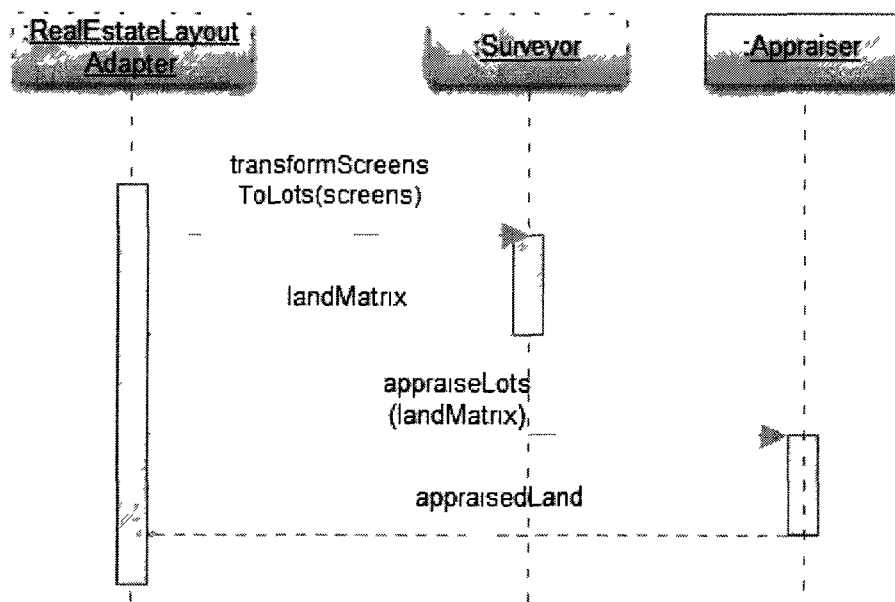 :RealEstateLayout
Adapter
:Surveyor
:Appraiser
transformScreens
ToLots(screens)
landMatrix
appraiseLots
(landMatrix)
appraisedLand